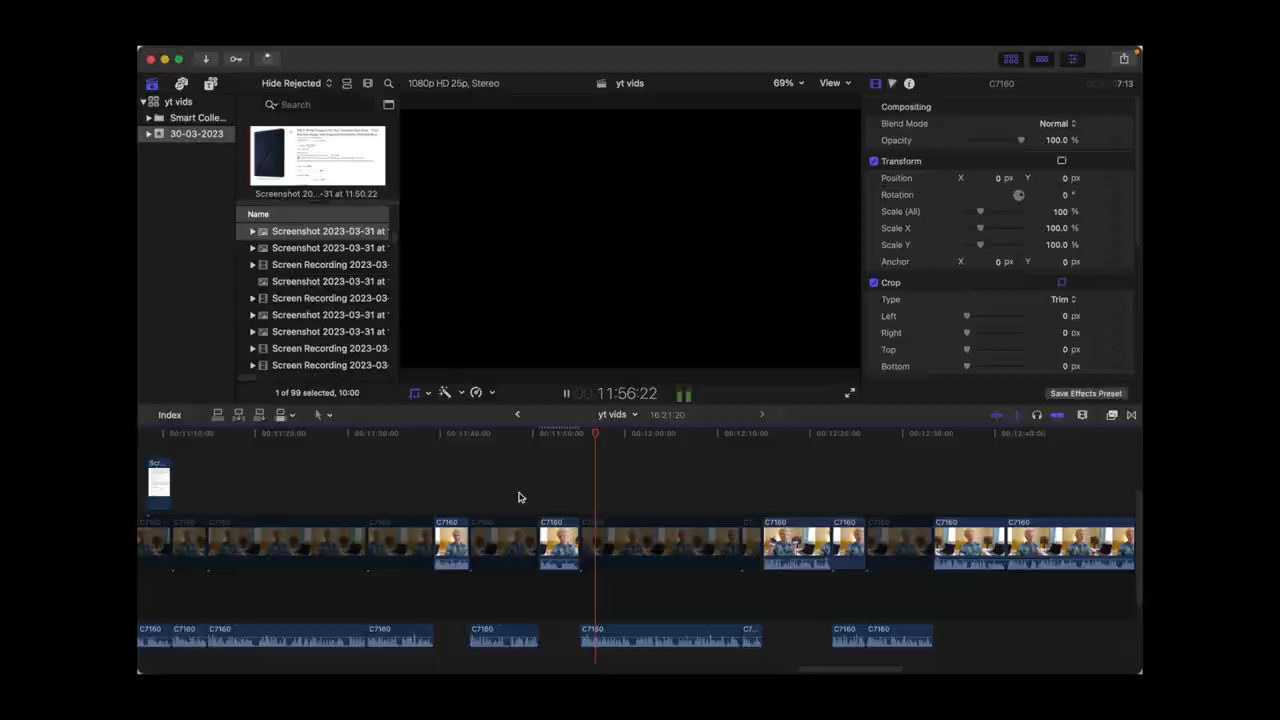 Hide Rejected
1080p HD 25p, Stereo
yt vids
69%
View
C7160
7:13
yt vids
Smart Colle...
30-03-2023
Search
Screenshot 20...-31 at 11.50.22
Name
Screenshot 2023-03-31 at
Screenshot 2023-03-31 at
Screen Recording 2023-03-
Screenshot 2023-03-31 at
Screen Recording 2023-03-
Screenshot 2023-03-31 at
Screenshot 2023-03-31 at
Screen Recording 2023-03-
Screen Recording 2023-03-
1 of 99 selected, 10:00
11:56:22
Compositing
Blend Mode Normal
Opacity 100.0 %
Transform
Position X 0 px Y 0 px
Rotation 0 °
Scale (All) 100 %
Scale X 100.0 %
Scale Y 100.0 %
Anchor X 0 px Y 0 px
Crop
Type Trim
Left 0 px
Right 0 px
Top 0 px
Bottom 0 px
Save Effects Preset
Index
yt vids
16:21:20
00:11:10:00 00:11:20:00 00:11:30:00 00:11:40:00 00:11:50:00 00:12:00:00 00:12:10:00 00:12:20:00 00:12:30:00 00:12:40:00
Scr...
C7160 C7160 C7160 C7160 C7160 C7160 C7160 C7160 C7... C7160 C7160 C7160 C7160 C7160
C7160 C7160 C7160 C7160 C7160 C7160 C7... C7160 C7160